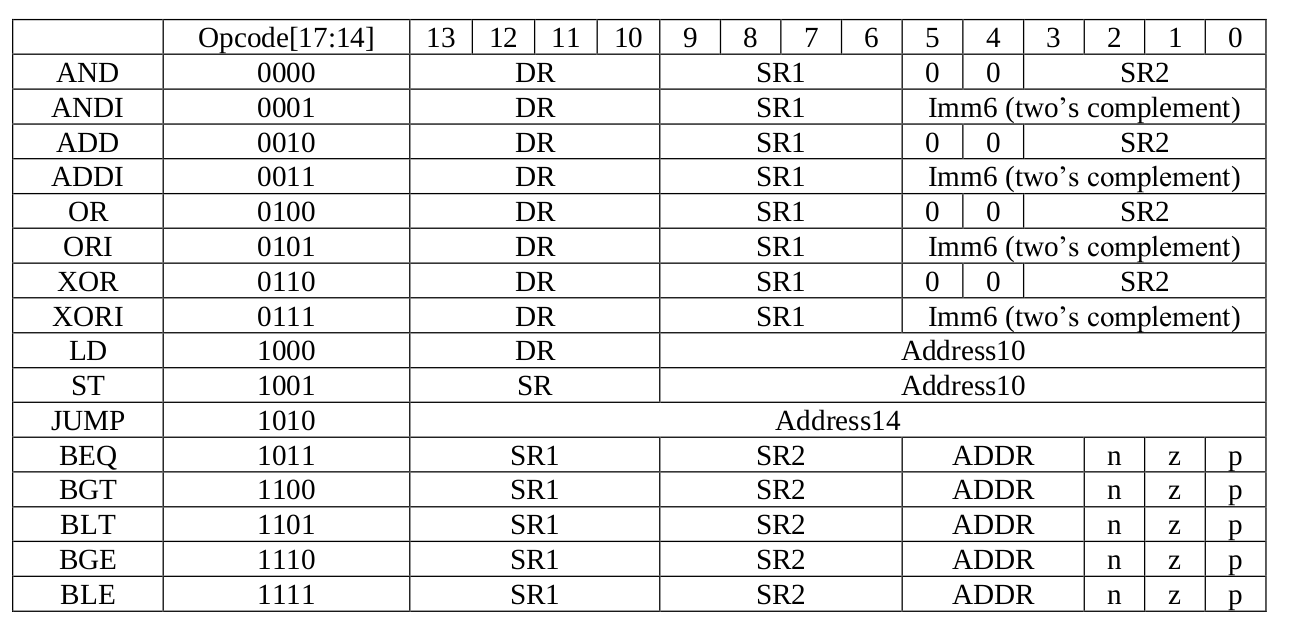 Opcode[17:14] 13 12 11 10 9 8 7 6 5 4 3 2 1 0
AND 0000 DR SR1 0 0 SR2
ANDI 0001 DR SR1 Imm6 (two’s complement)
ADD 0010 DR SR1 0 0 SR2
ADDI 0011 DR SR1 Imm6 (two’s complement)
OR 0100 DR SR1 0 0 SR2
ORI 0101 DR SR1 Imm6 (two’s complement)
XOR 0110 DR SR1 0 0 SR2
XORI 0111 DR SR1 Imm6 (two’s complement)
LD 1000 DR Address10
ST 1001 SR Address10
JUMP 1010 Address14
BEQ 1011 SR1 SR2 ADDR n z p
BGT 1100 SR1 SR2 ADDR n z p
BLT 1101 SR1 SR2 ADDR n z p
BGE 1110 SR1 SR2 ADDR n z p
BLE 1111 SR1 SR2 ADDR n z p